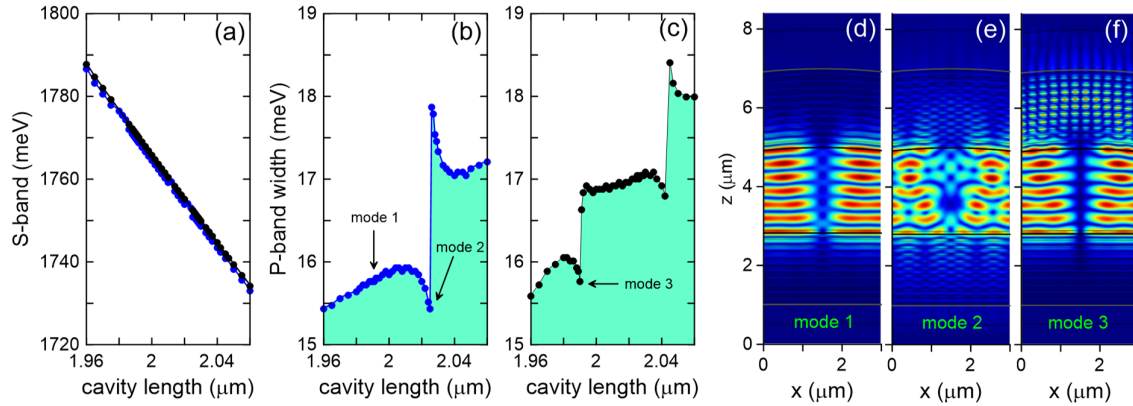 (a)
1780
1760
1740
1720
S-band (meV)
1.96
2
2.04
cavity length (μm)
(b)
19
18
17
16
15
P-band width (meV)
mode 1
mode 2
1.96
2
2.04
cavity length (μm)
(c)
19
18
17
16
15
mode 3
1.96
2
2.04
cavity length (μm)
(d)
8
6
4
2
0
z (μm)
mode 1
0
2
x (μm)
(e)
mode 2
0
2
x (μm)
(f)
mode 3
0
2
x (μm)